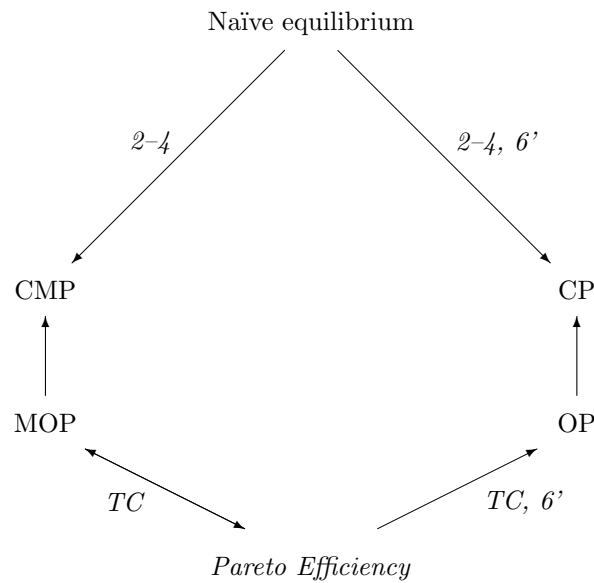 Naïve equilibrium
2–4
2–4, 6’
CMP
CP
MOP
OP
TC
TC, 6’
Pareto Efficiency